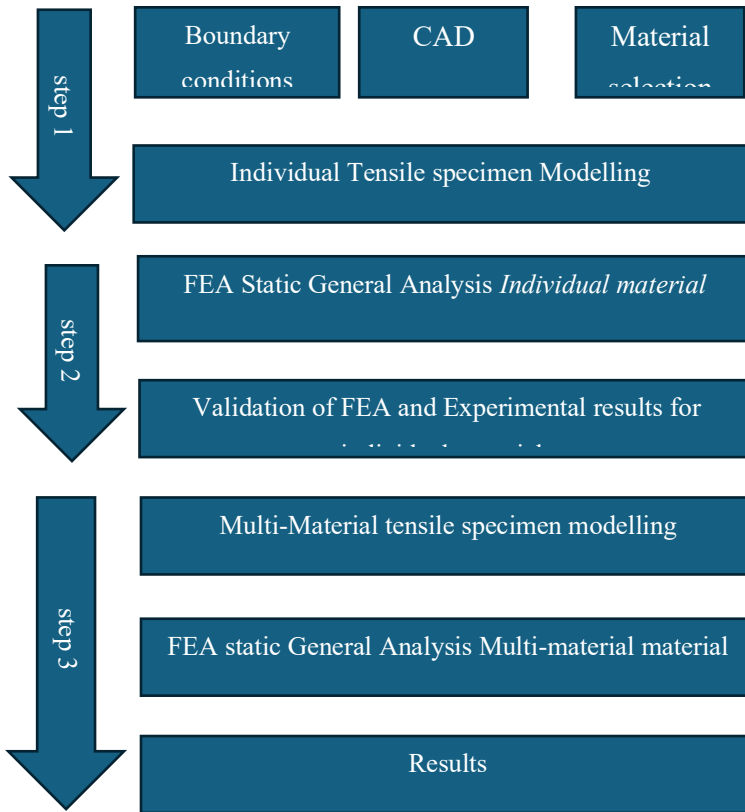 step 1
Boundary
conditions
CAD
Material
selection
Individual Tensile specimen Modelling
step 2
FEA Static General Analysis Individual material
Validation of FEA and Experimental results for
step 3
Multi-Material tensile specimen modelling
FEA static General Analysis Multi-material material
Results